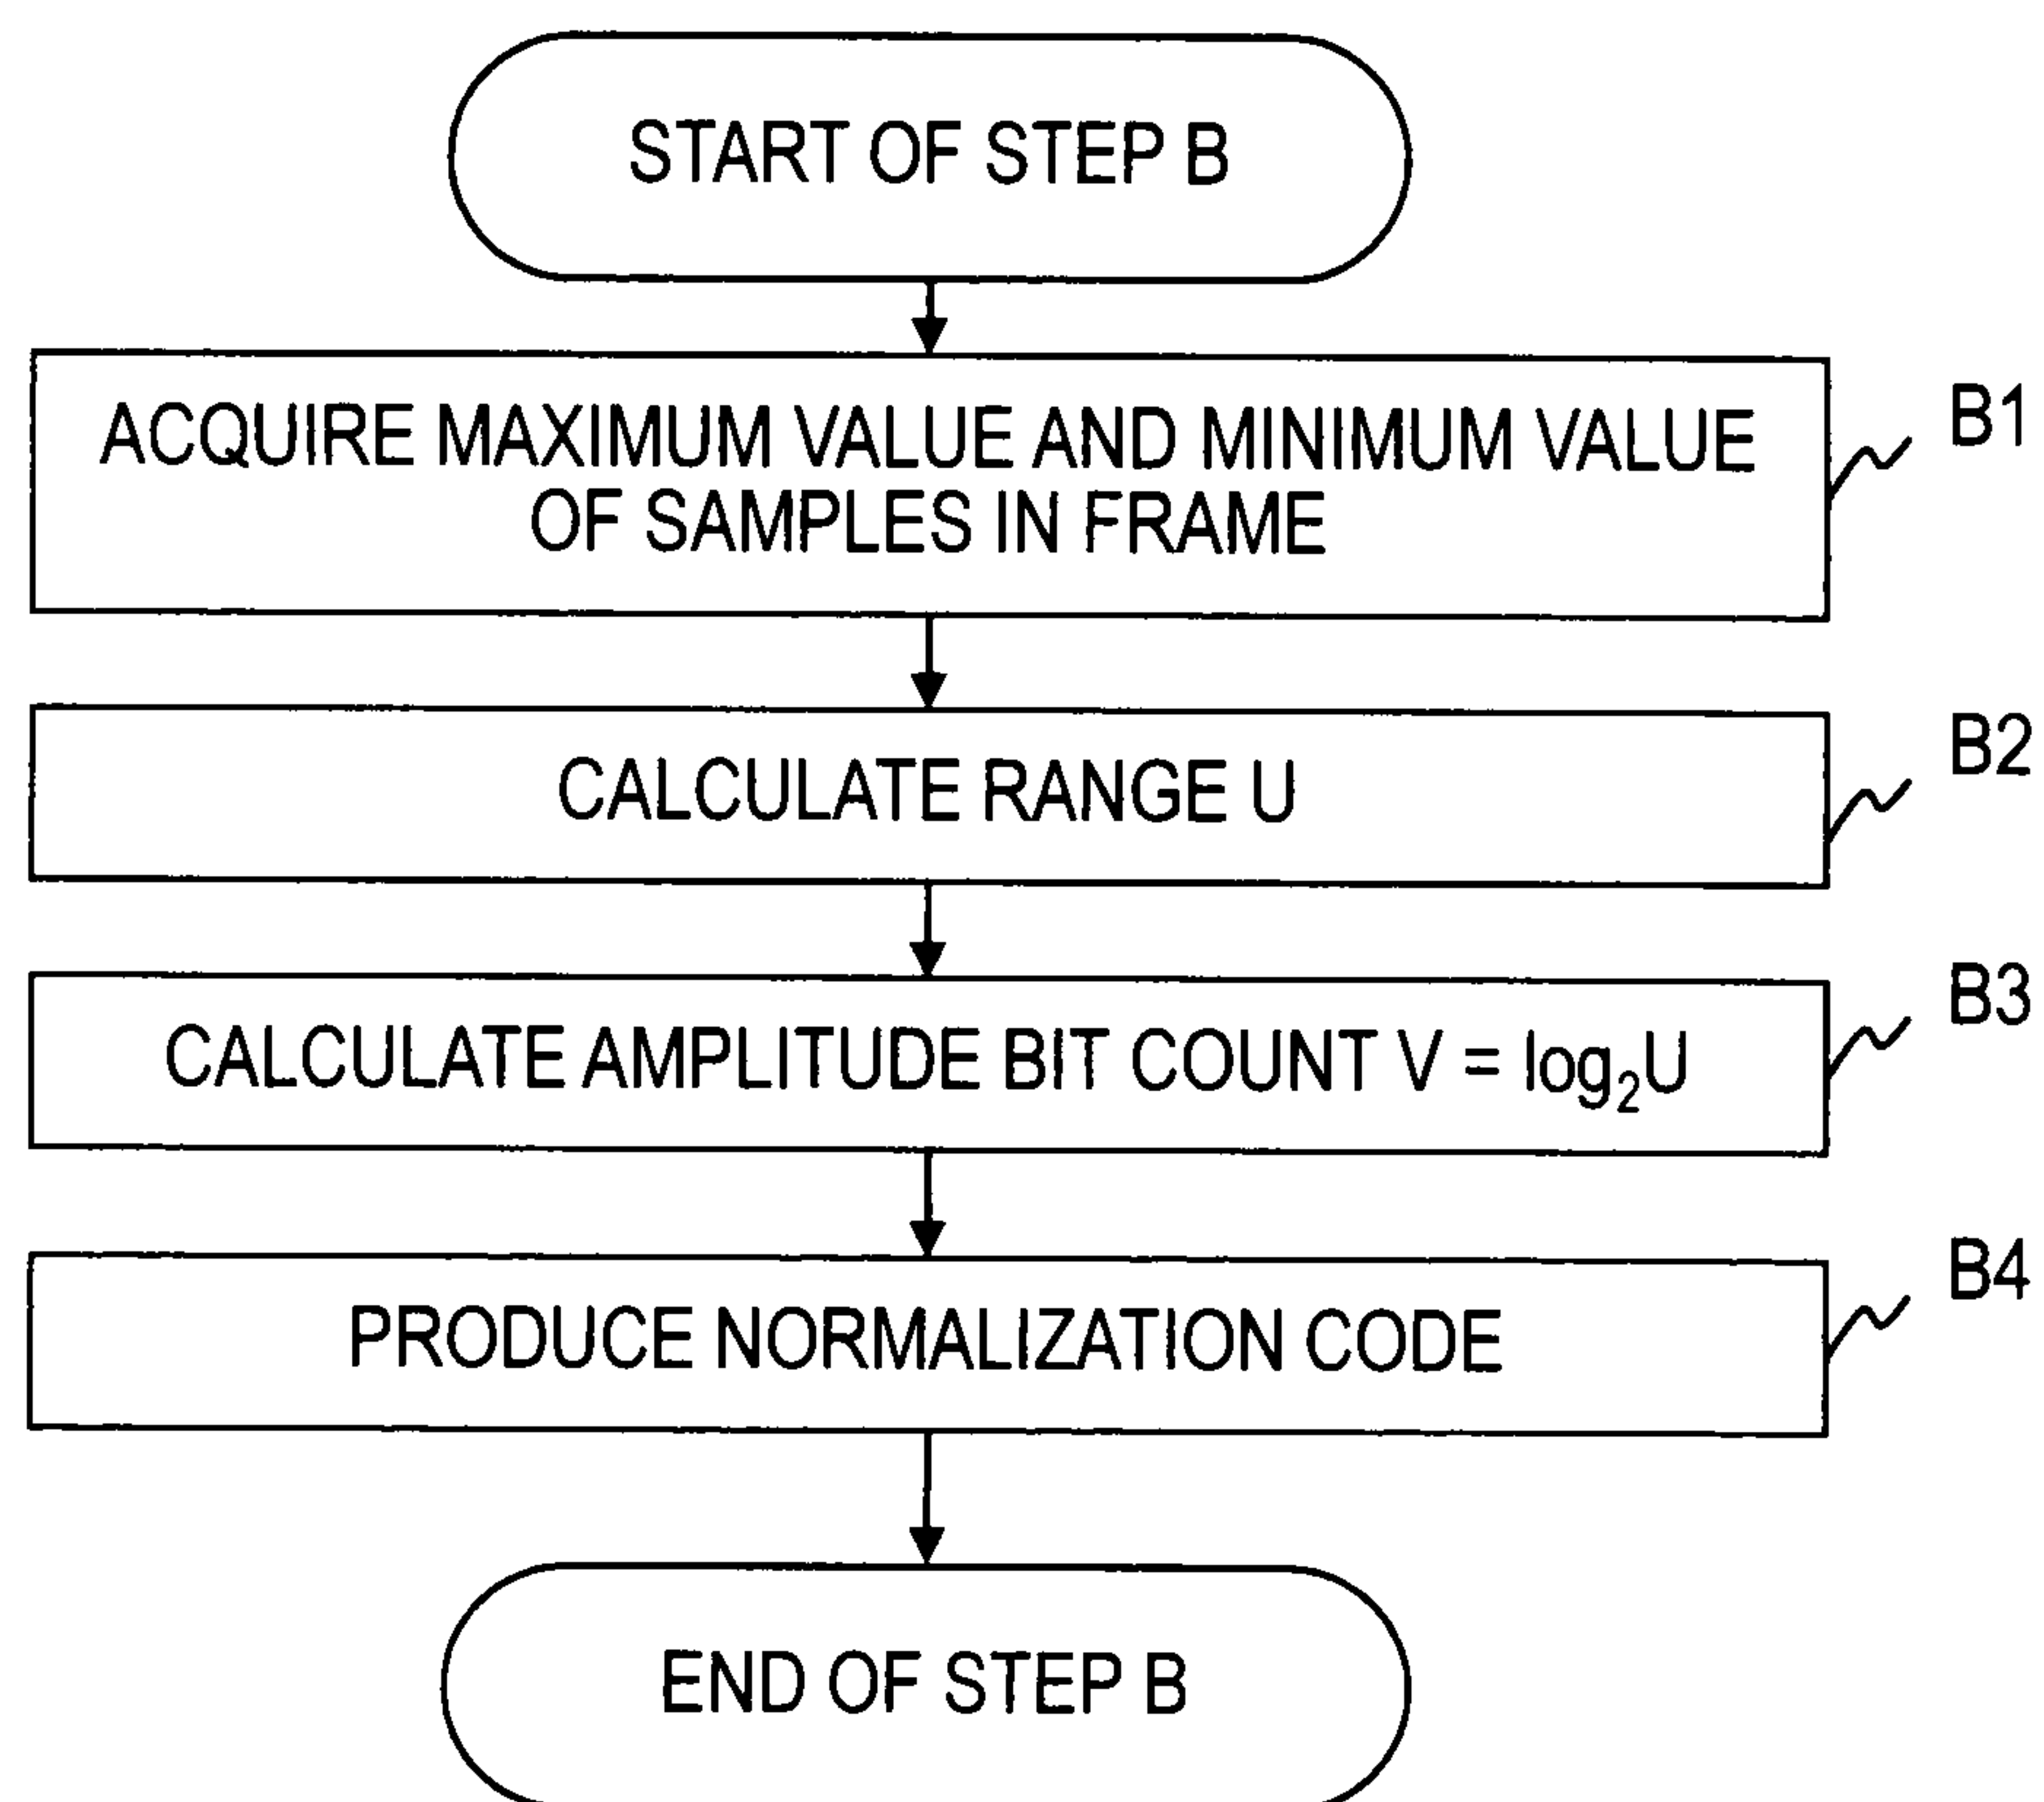 START OF STEP B
ACQUIRE MAXIMUM VALUE AND MINIMUM VALUE
OF SAMPLES IN FRAME
B1
CALCULATE RANGE U
B2
CALCULATE AMPLITUDE BIT COUNT V = log₂U
B3
PRODUCE NORMALIZATION CODE
B4
END OF STEP B